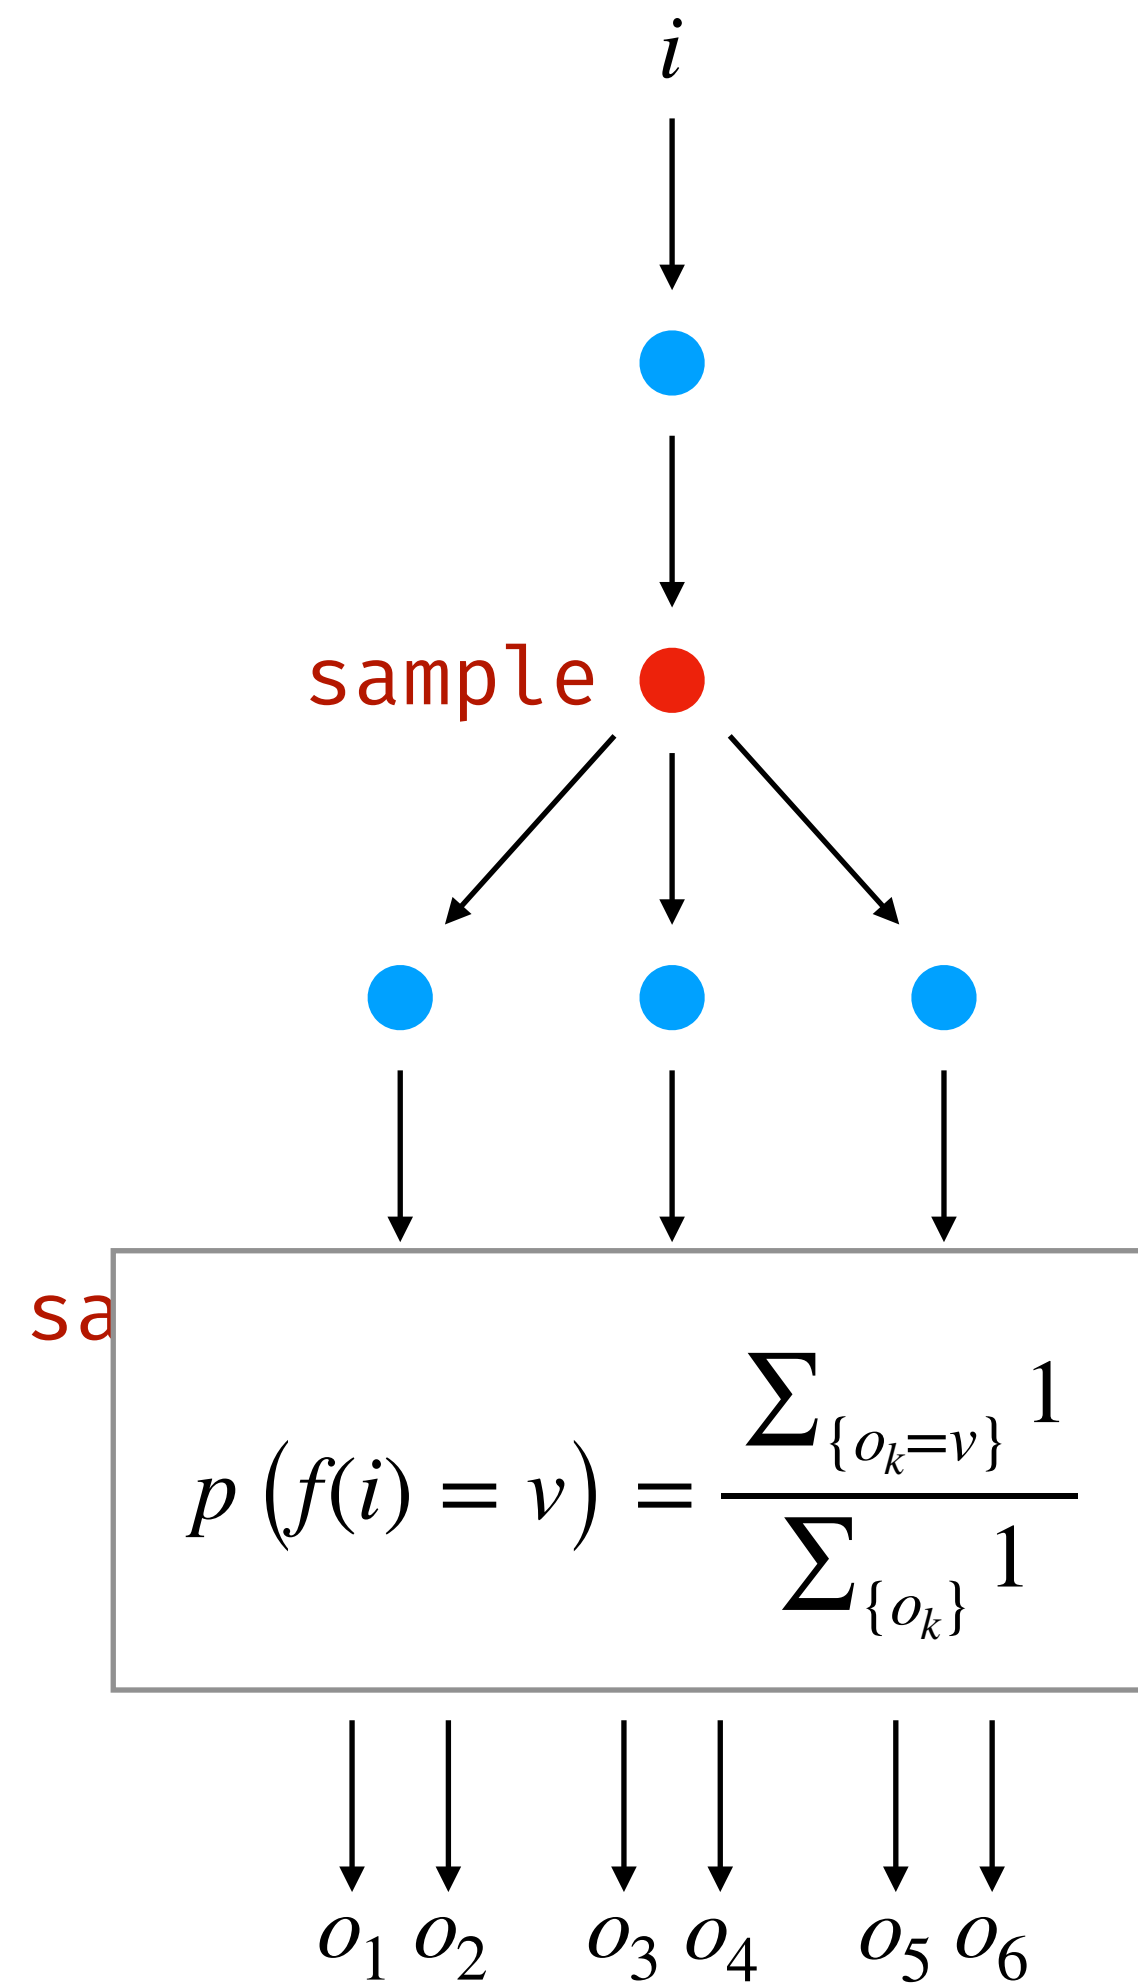 i
sample
sa
p (f(i) = v) = ∑_{o_k=v} 1 / ∑_{o_k} 1
o₁ o₂ o₃ o₄ o₅ o₆